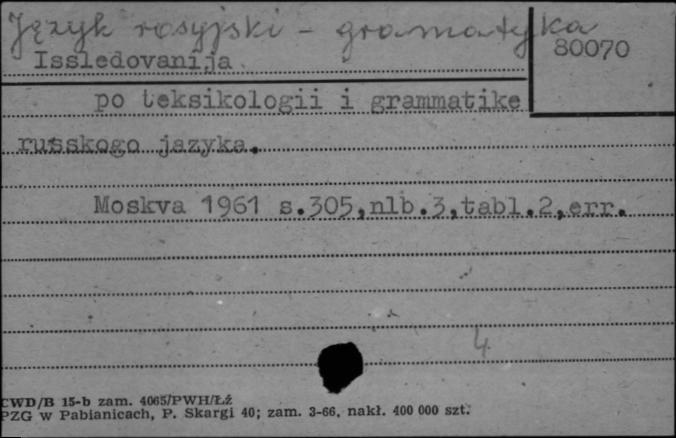 Język rosyjski - gramatyka
80070
Issledovanija
po teksikologii i grammatike
russkogo jazyka.
Moskva 1961 s.305,nlb.3,tabl.2,err.
4
CWD/B 15-b zam. 4065/PWH/Łź
PZG w Pabianicach, P. Skargi 40; zam. 3-66, nakł. 400 000 szt.